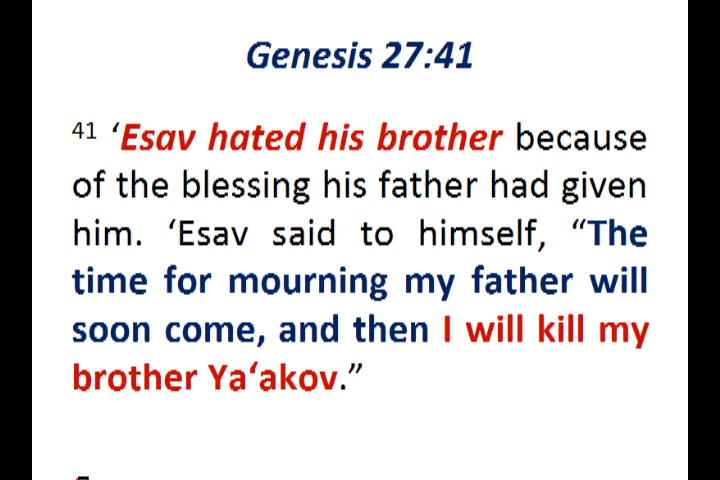 Genesis 27:41
41 ‘Esav hated his brother because
of the blessing his father had given
him. ‘Esav said to himself, “The
time for mourning my father will
soon come, and then I will kill my
brother Ya‘akov.”